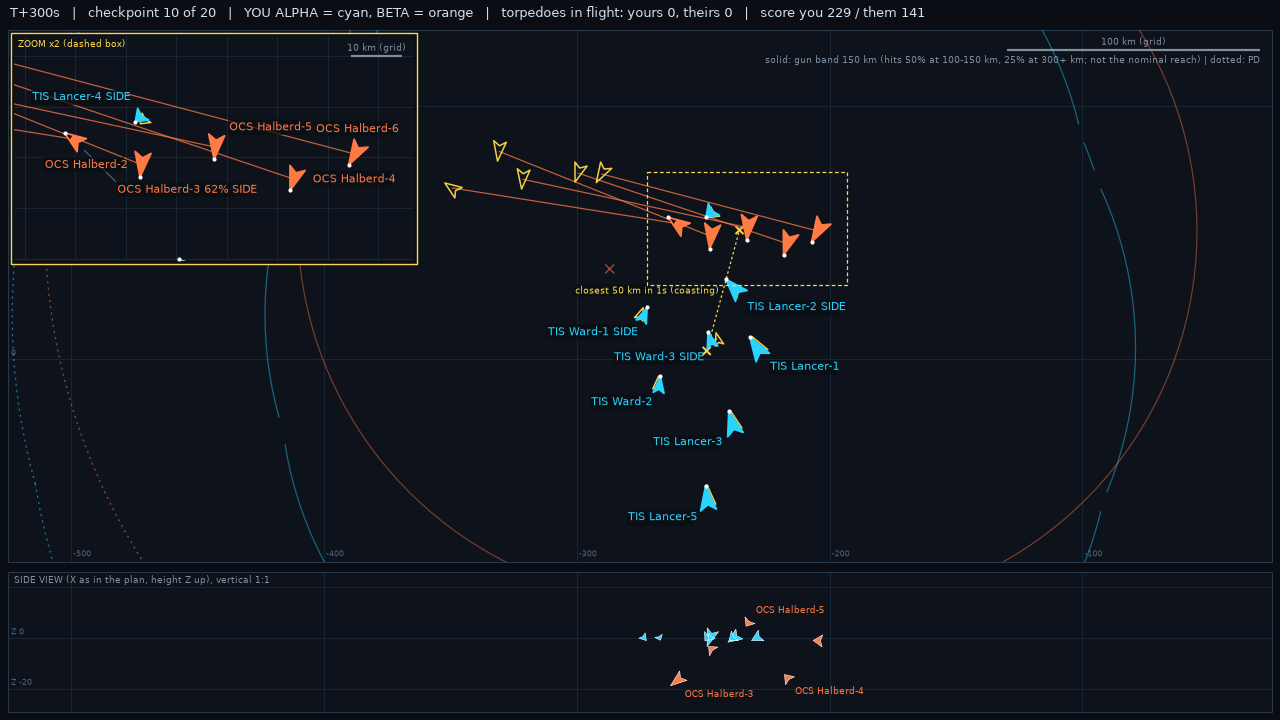 T+300s | checkpoint 10 of 20 | YOU ALPHA = cyan, BETA = orange | torpedoes in flight: yours 0, theirs 0 | score you 229 / them 141
ZOOM x2 (dashed box)
10 km (grid)
100 km (grid)
solid: gun band 150 km (hits 50% at 100-150 km, 25% at 300+ km; not the nominal reach) | dotted: PD
TIS Lancer-4 SIDE
OCS Halberd-5
OCS Halberd-6
OCS Halberd-2
OCS Halberd-3 62% SIDE
OCS Halberd-4
closest 50 km in 1s (coasting)
TIS Lancer-2 SIDE
TIS Ward-1 SIDE
TIS Ward-3 SIDE
TIS Lancer-1
TIS Ward-2
TIS Lancer-3
TIS Lancer-5
0
-500
-400
-300
-200
-100
SIDE VIEW (X as in the plan, height Z up), vertical 1:1
Z 0
Z -20
OCS Halberd-5
OCS Halberd-3
OCS Halberd-4